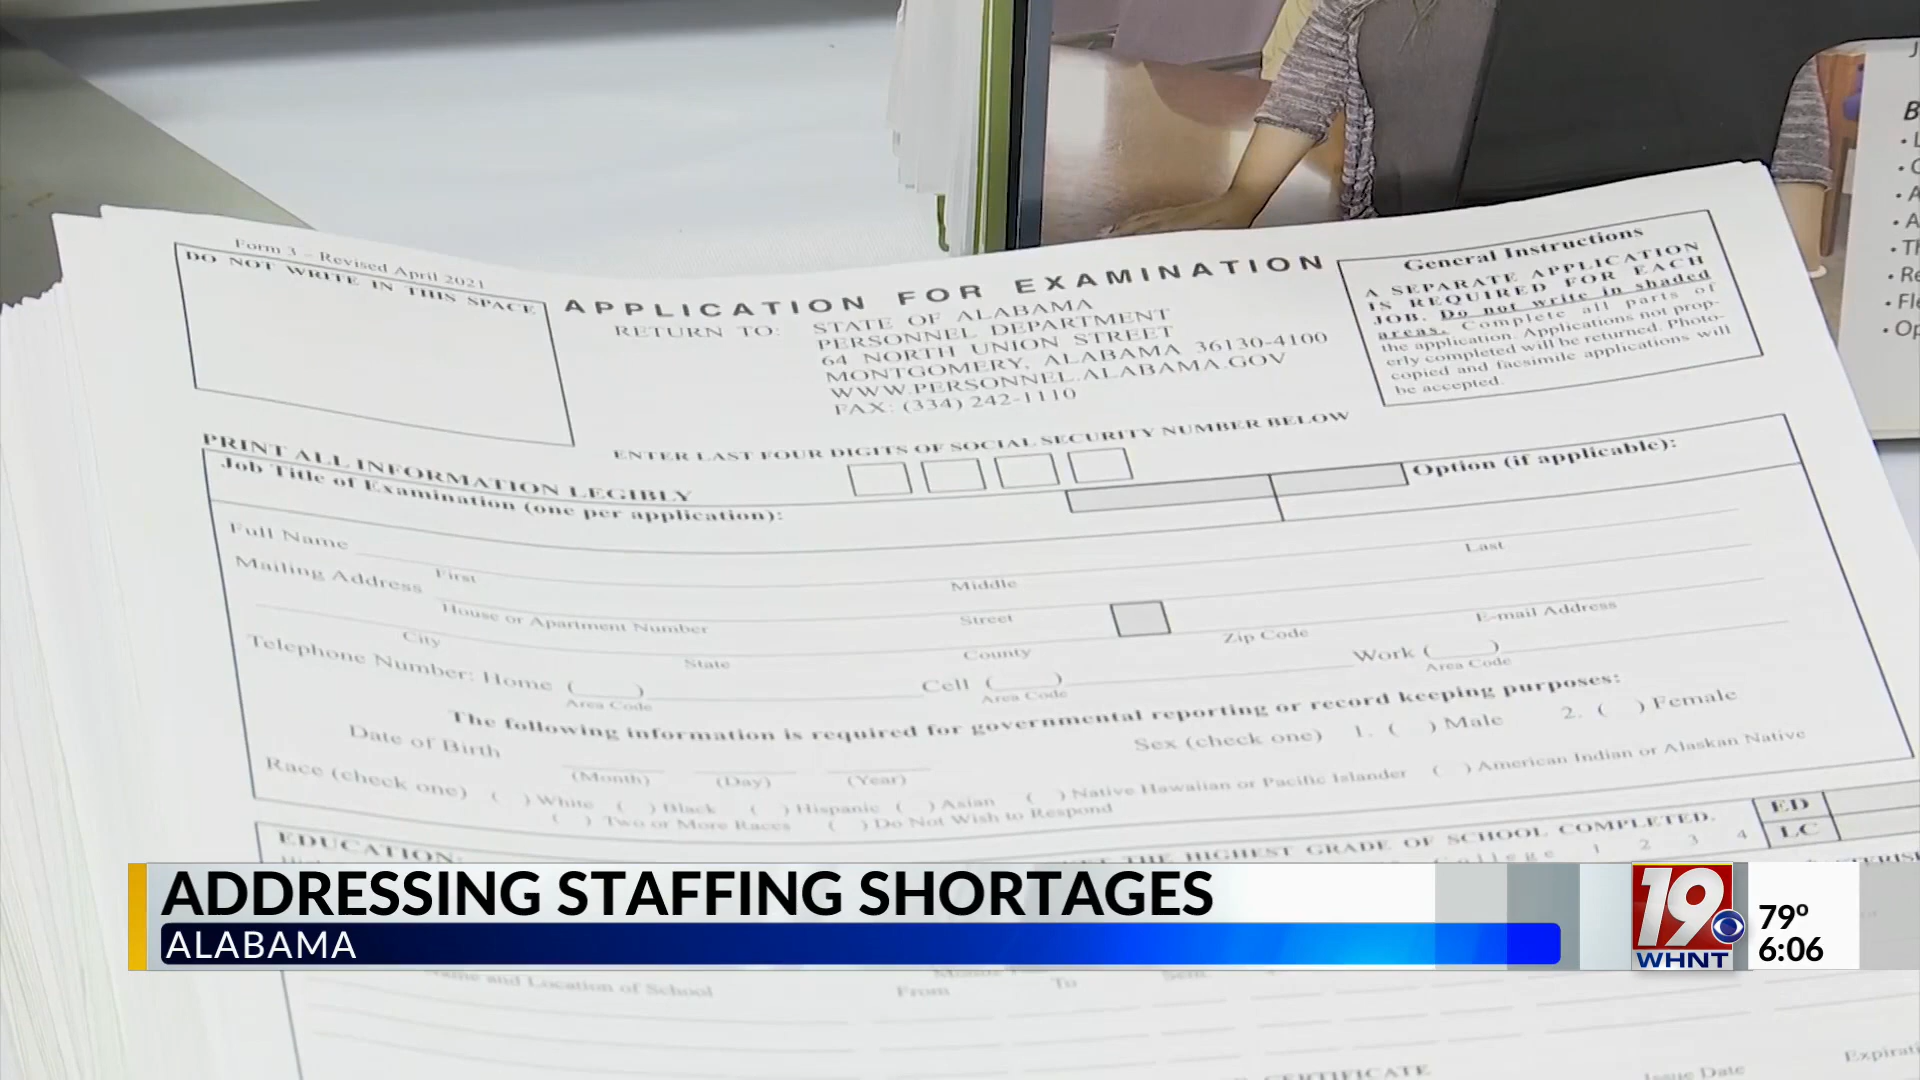 Form 3 – Revised April 2021
DO NOT WRITE IN THIS SPACE
APPLICATION FOR EXAMINATION
RETURN TO:
STATE OF ALABAMA
PERSONNEL DEPARTMENT
64 NORTH UNION STREET
MONTGOMERY, ALABAMA 36130-4100
WWW.PERSONNEL.ALABAMA.GOV
FAX: (334) 242-1110
General Instructions
A SEPARATE APPLICATION
IS REQUIRED FOR EACH
JOB. Do not write in shaded
areas. Complete all parts of
the application. Applications not prop-
erly completed will be returned. Photo-
copied and facsimile applications will
be accepted.
ENTER LAST FOUR DIGITS OF SOCIAL SECURITY NUMBER BELOW
PRINT ALL INFORMATION LEGIBLY
Job Title of Examination (one per application):
Option (if applicable):
Full Name
First
Middle
Last
Mailing Address
House or Apartment Number
Street
E-mail Address
City
State
County
Zip Code
Telephone Number: Home (        )
Cell (        )
Work (        )
Area Code
Area Code
Area Code
The following information is required for governmental reporting or record keeping purposes:
Date of Birth
(Month)
(Day)
(Year)
Sex (check one) 1. (   ) Male 2. (   ) Female
Race (check one) (   ) White (   ) Black (   ) Hispanic (   ) Asian (   ) Native Hawaiian or Pacific Islander (   ) American Indian or Alaskan Native
(   ) Two or More Races (   ) Do Not Wish to Respond
EDUCATION:
THE HIGHEST GRADE OF SCHOOL COMPLETED.
College 1 2 3 4
ED
LC
ADDRESSING STAFFING SHORTAGES
ALABAMA
19
WHNT
79º
6:06
and Location of School
From
To
CERTIFICATE
Issue Date